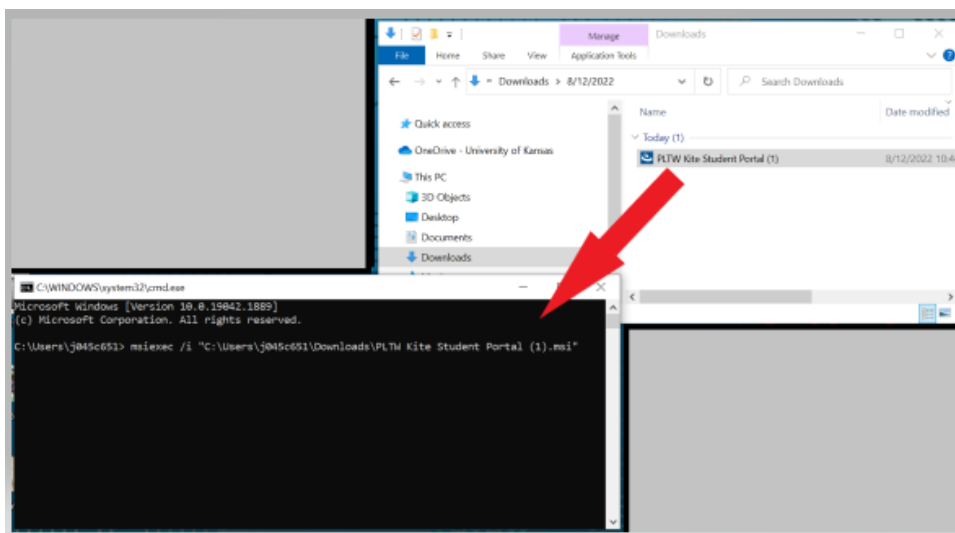 Manage
Downloads
File Home Share View Application Tools
Downloads > 8/12/2022
Search Downloads
Name Date modified
Quick access
Today (1)
OneDrive - University of Kansas
PLTW Kite Student Portal (1) 8/12/2022 10:4
This PC
3D Objects
Desktop
Documents
Downloads
C:\WINDOWS\system32\cmd.exe
Microsoft Windows [Version 10.0.19042.1889]
(c) Microsoft Corporation. All rights reserved.
C:\Users\j045c651> msiexec /i "C:\Users\j045c651\Downloads\PLTW Kite Student Portal (1).msi"